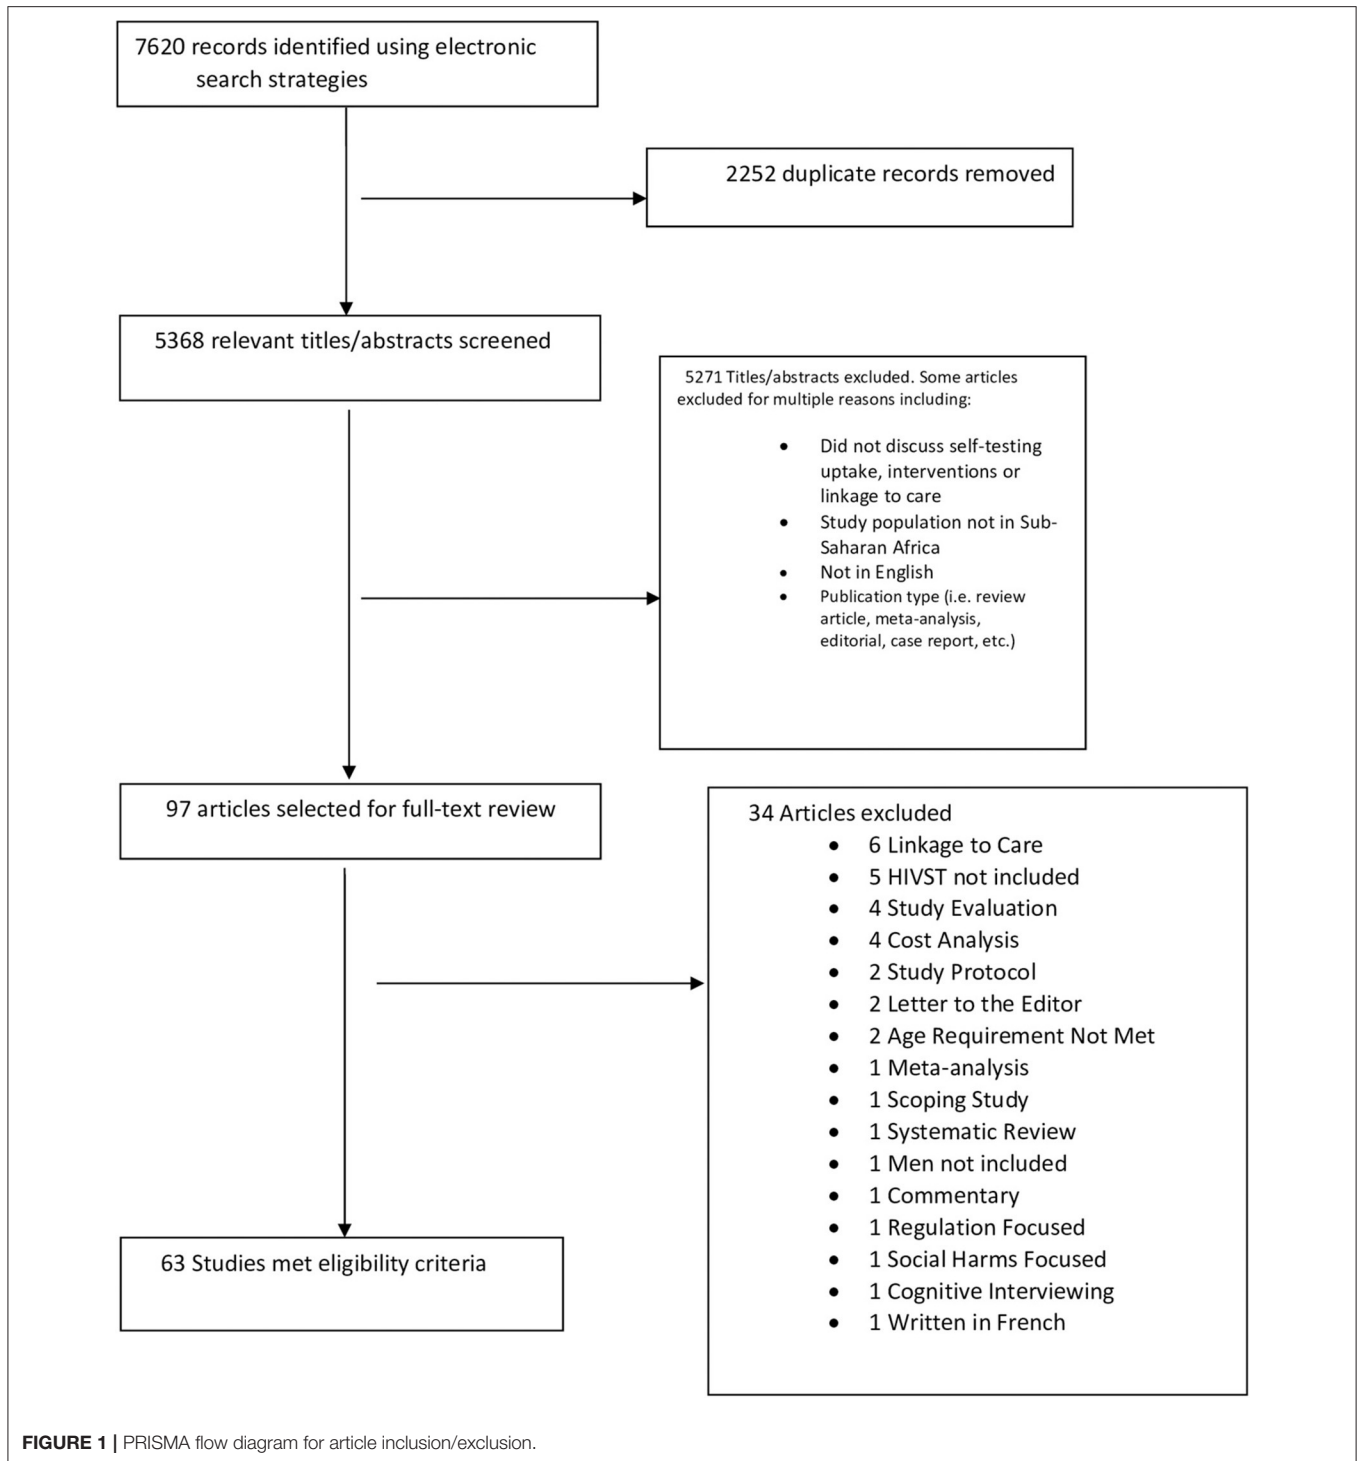 7620 records identified using electronic
search strategies
2252 duplicate records removed
5368 relevant titles/abstracts screened
5271 Titles/abstracts excluded. Some articles
excluded for multiple reasons including:
• Did not discuss self-testing
uptake, interventions or
linkage to care
• Study population not in Sub-
Saharan Africa
• Not in English
• Publication type (i.e. review
article, meta-analysis,
editorial, case report, etc.)
97 articles selected for full-text review
34 Articles excluded
• 6 Linkage to Care
• 5 HIVST not included
• 4 Study Evaluation
• 4 Cost Analysis
• 2 Study Protocol
• 2 Letter to the Editor
• 2 Age Requirement Not Met
• 1 Meta-analysis
• 1 Scoping Study
• 1 Systematic Review
• 1 Men not included
• 1 Commentary
• 1 Regulation Focused
• 1 Social Harms Focused
• 1 Cognitive Interviewing
• 1 Written in French
63 Studies met eligibility criteria
FIGURE 1 | PRISMA flow diagram for article inclusion/exclusion.